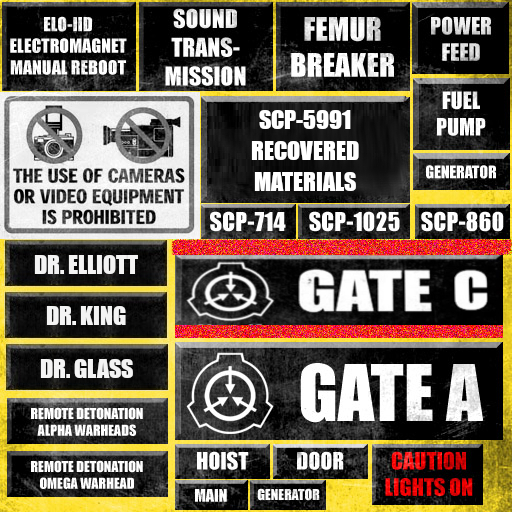 ELO-IID
ELECTROMAGNET
MANUAL REBOOT
SOUND
TRANS-
MISSION
FEMUR
BREAKER
POWER
FEED
FUEL
PUMP
GENERATOR
THE USE OF CAMERAS
OR VIDEO EQUIPMENT
IS PROHIBITED
SCP-5991
RECOVERED
MATERIALS
SCP-714
SCP-1025
SCP-860
DR. ELLIOTT
DR. KING
DR. GLASS
REMOTE DETONATION
ALPHA WARHEADS
REMOTE DETONATION
OMEGA WARHEAD
GATE C
GATE A
HOIST
DOOR
MAIN
GENERATOR
CAUTION
LIGHTS ON